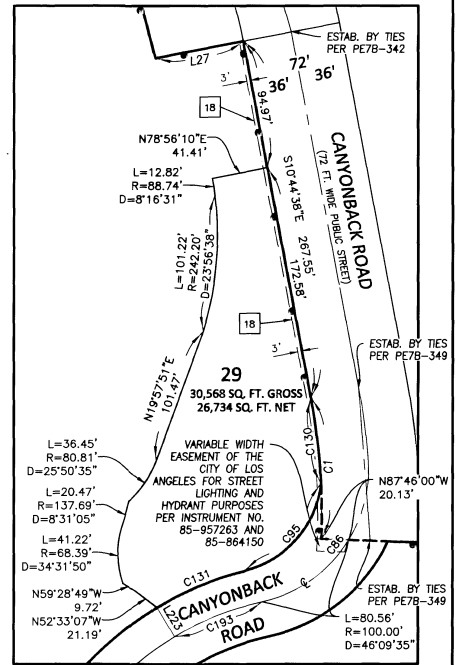 ESTAB. BY TIES
PER PE7B-342
L27
72'
36'
36'
3'
18
94.97'
CANYONBACK ROAD
(72 FT. WIDE PUBLIC STREET)
N78°56'10"E
41.41'
L=12.82'
R=88.74'
D=8°16'31"
S10°44'38"E 267.55'
172.58'
L=101.22'
R=242.20'
D=23°56'38"
18
3'
ESTAB. BY TIES
PER PE7B-349
N19°57'51"E
101.47'
29
30,568 SQ. FT. GROSS
26,734 SQ. FT. NET
C130
C1
L=36.45'
R=80.81'
D=25°50'35"
VARIABLE WIDTH
EASEMENT OF THE
CITY OF LOS
ANGELES FOR STREET
LIGHTING AND
HYDRANT PURPOSES
PER INSTRUMENT NO.
85-957263 AND
85-864150
N87°46'00"W
20.13'
L=20.47'
R=137.69'
D=8°31'05"
L=41.22'
R=68.39'
D=34°31'50"
C95
C86
C131
N59°28'49"W
9.72'
N52°33'07"W
21.19'
L223
CANYONBACK
ROAD
℄
C193
ESTAB. BY TIES
PER PE7B-349
L=80.56'
R=100.00'
D=46°09'35"